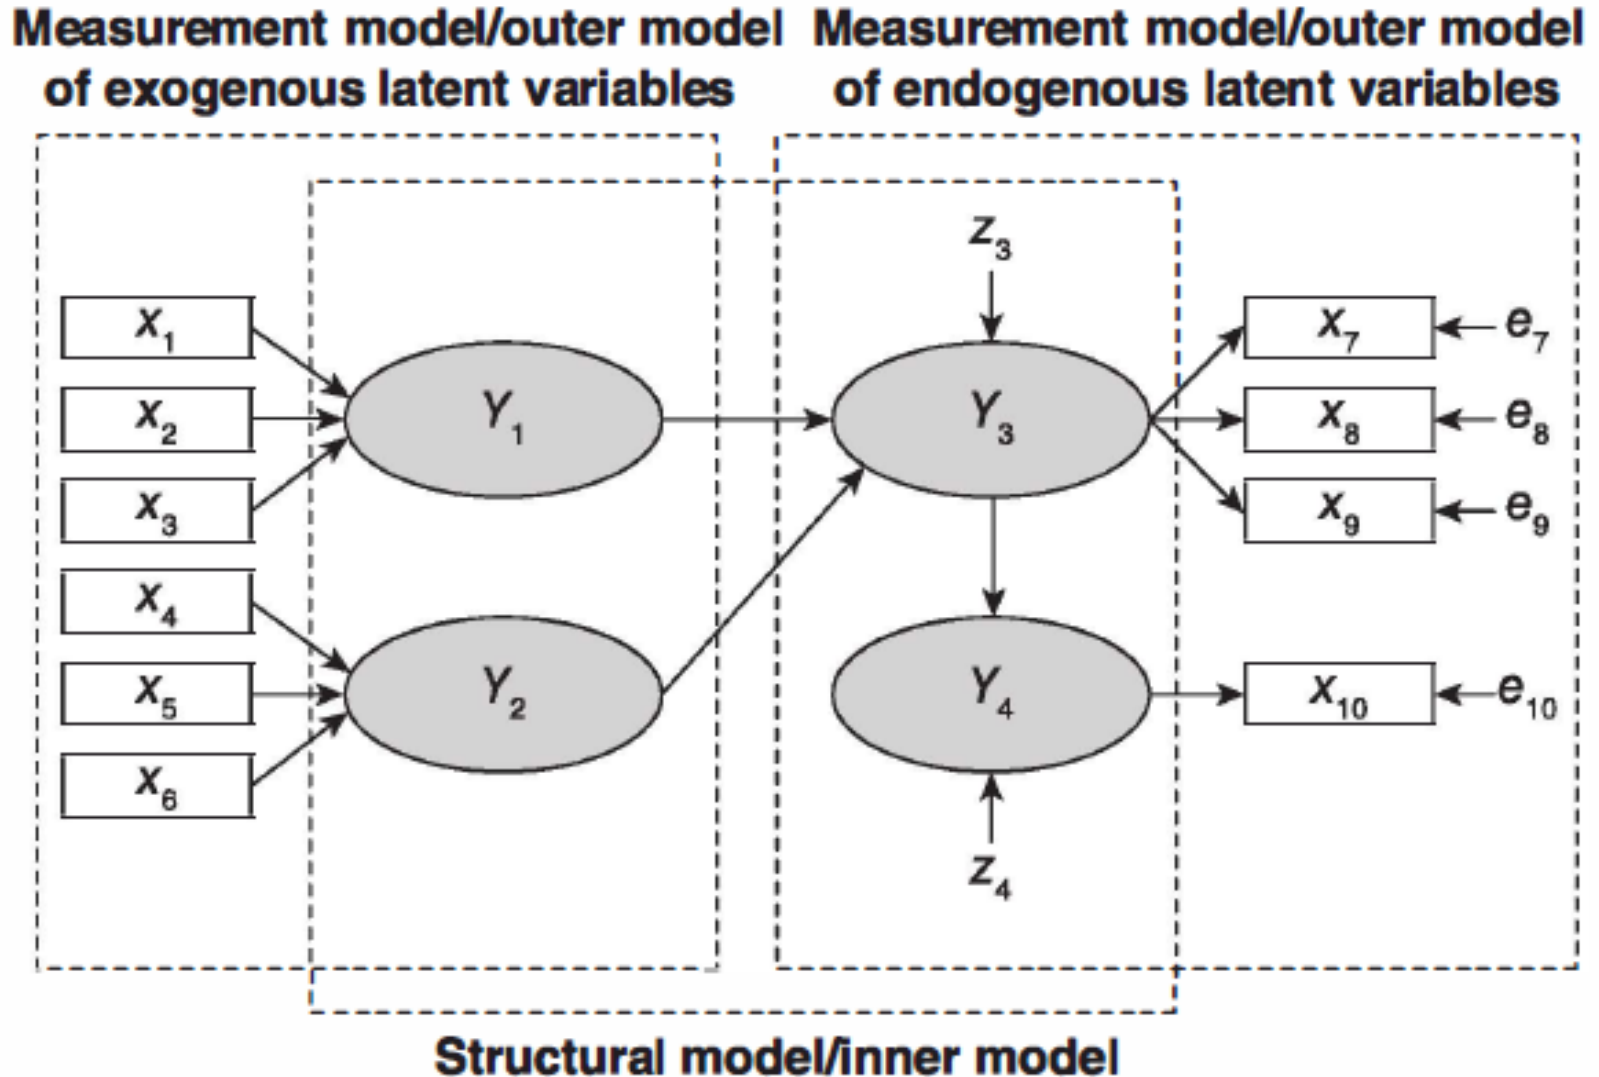 Measurement model/outer model
of exogenous latent variables
Measurement model/outer model
of endogenous latent variables
x1
x2
x3
x4
x5
x6
Y1
Y2
z3
Y3
Y4
z4
x7
e7
x8
e8
x9
e9
x10
e10
Structural model/inner model